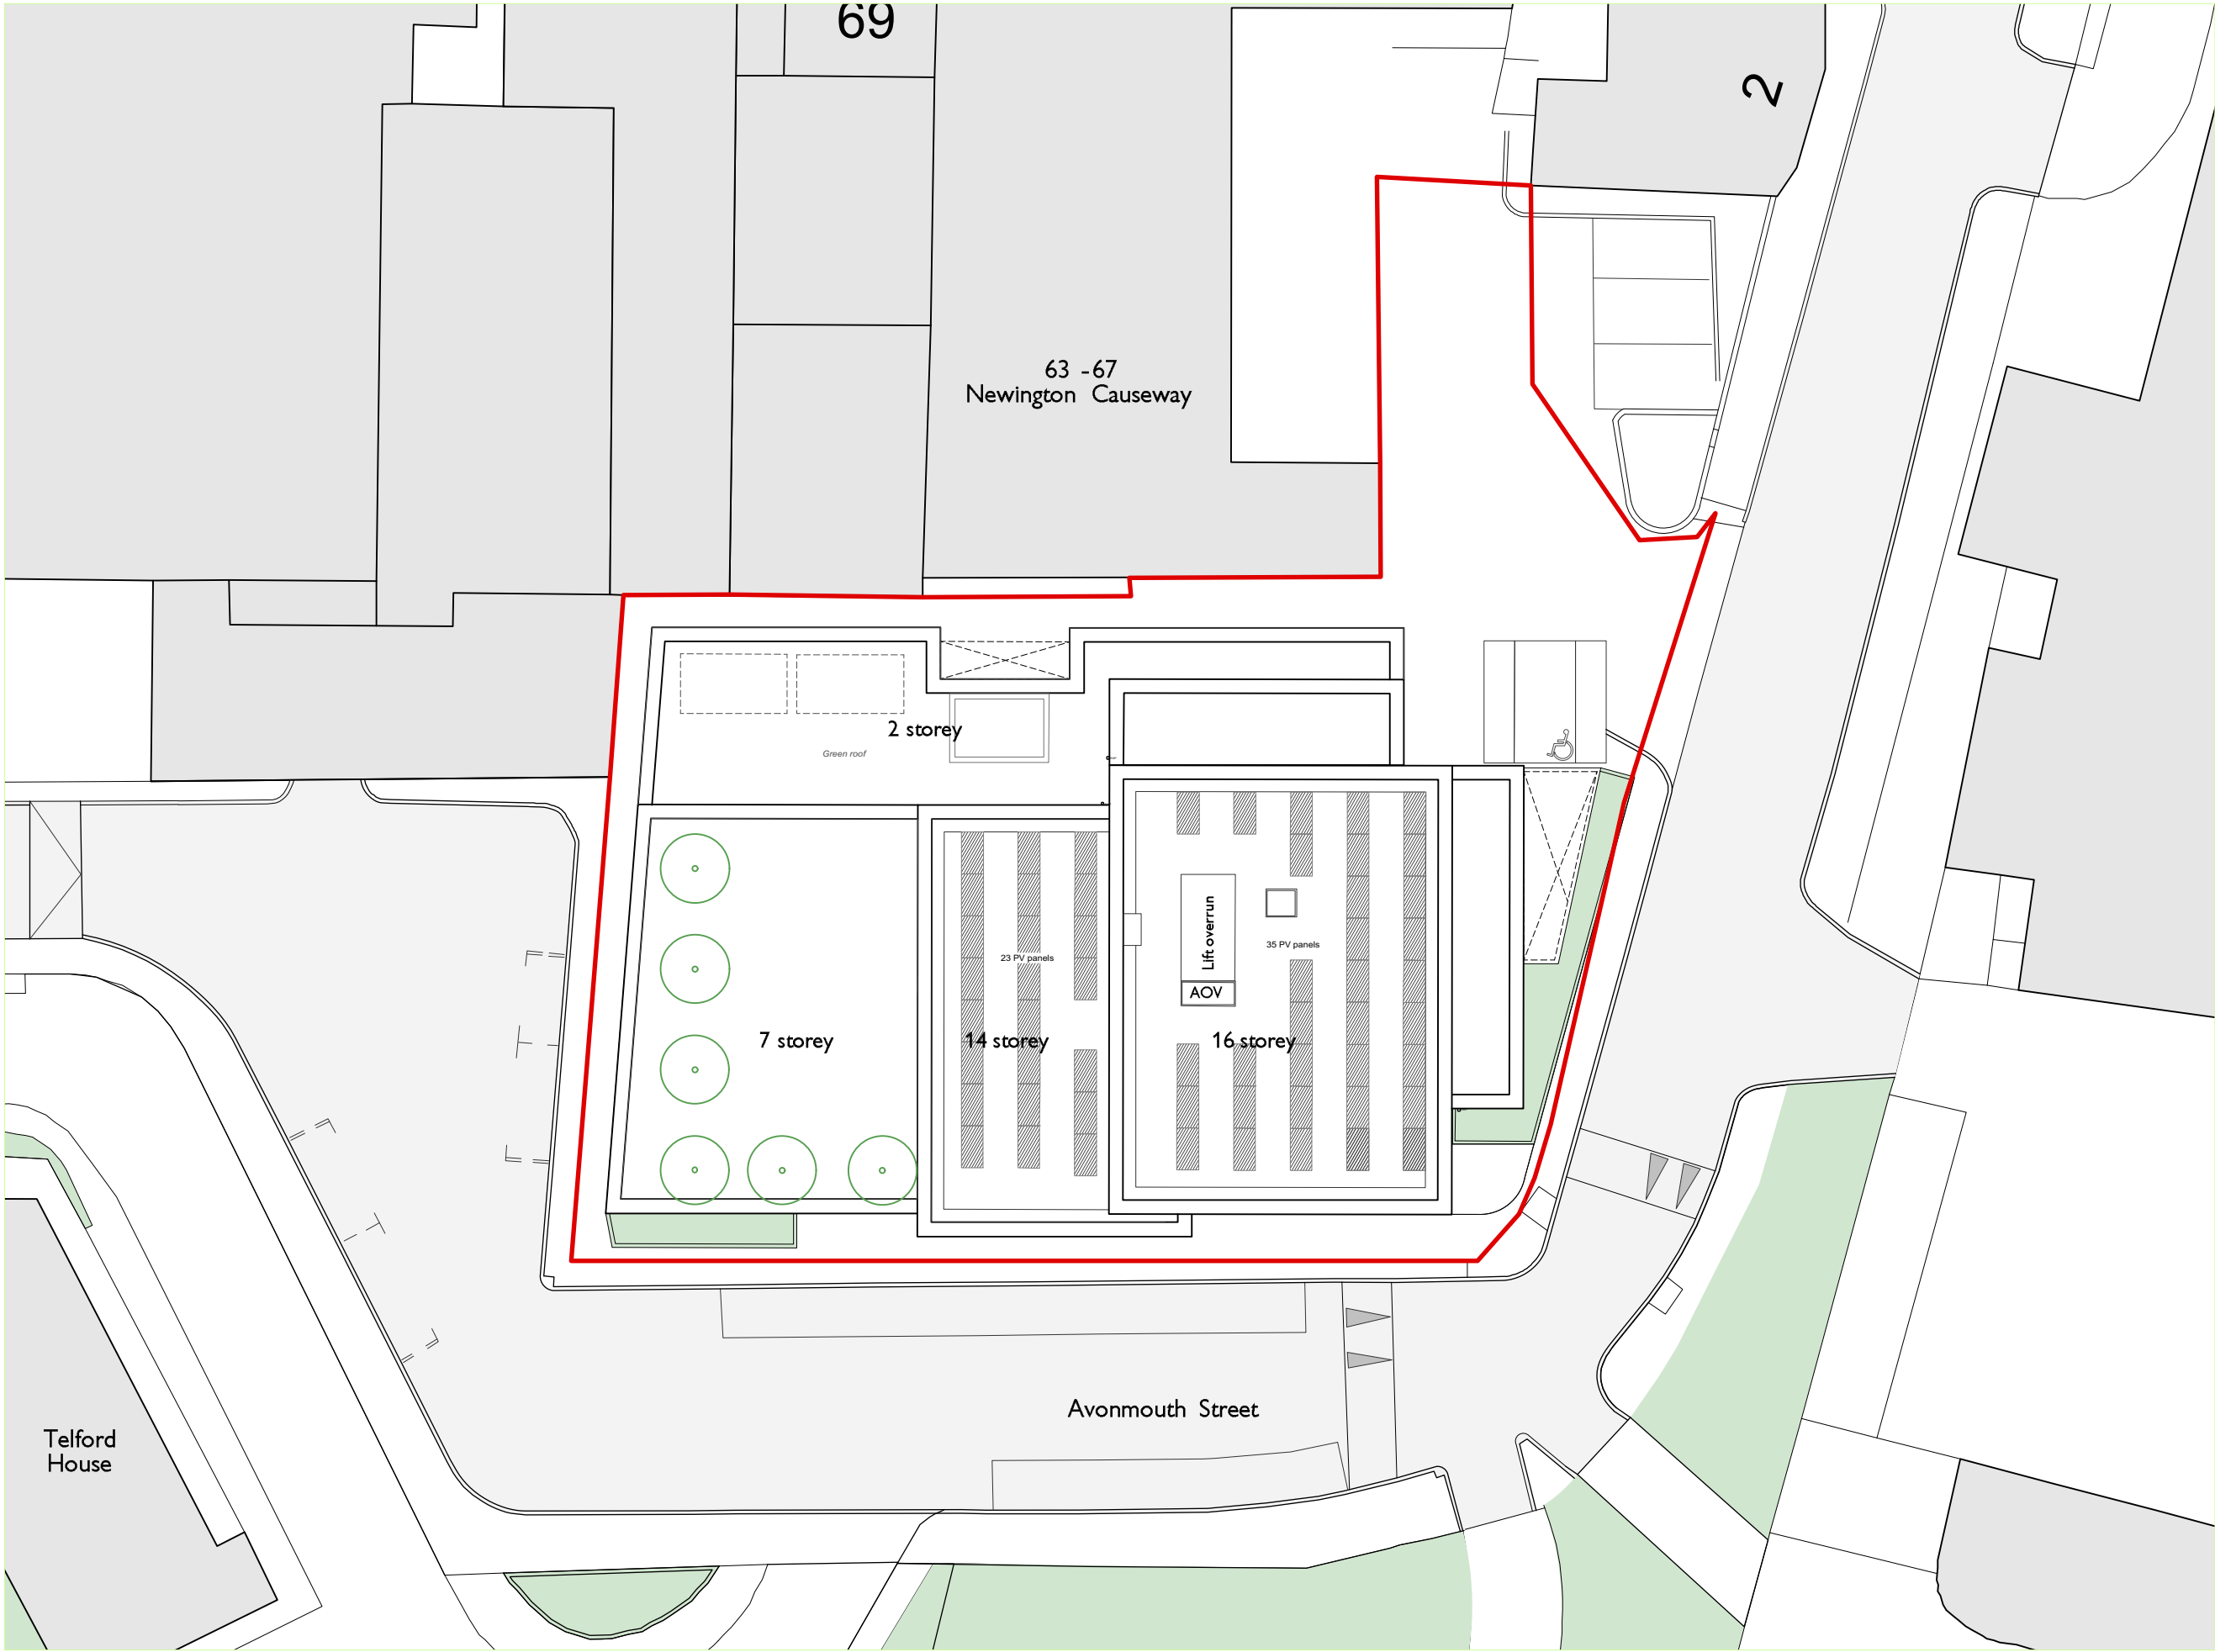 69
2
63 - 67
Newington Causeway
2 storey
Green roof
Lift overrun
35 PV panels
23 PV panels
AOV
7 storey
14 storey
16 storey
Avonmouth Street
Telford
House